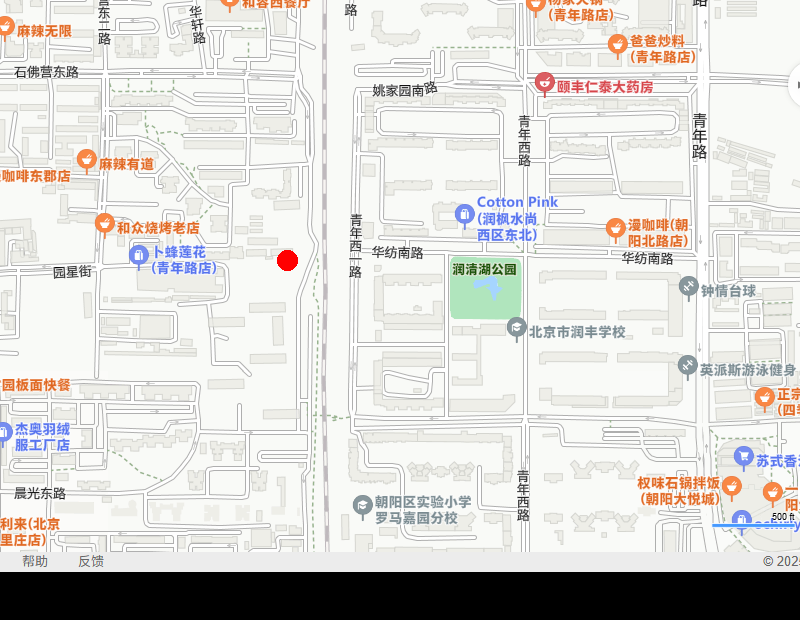 和容西餐厅
路
杨家火锅
(青年路店)
路
麻辣无限
营东二路
华轩路
爸爸炒料
(青年路店)
石佛营东路
姚家园南路
颐丰仁泰大药房
青年西路
青年路
麻辣有道
咖啡东郡店
Cotton Pink
(润枫水尚
西区东北)
和众烧烤老店
漫咖啡(朝
阳北路店)
青年西二路
卜蜂莲花
(青年路店)
华纺南路
华纺南路
园星街
润清湖公园
钟情台球
北京市润丰学校
英派斯游泳健身
园板面快餐
正宗
(四季
杰奥羽绒
服工厂店
苏式香
青年西路
权味石锅拌饭
(朝阳大悦城)
晨光东路
朝阳区实验小学
罗马嘉园分校
一
阳
500 ft
利来(北京
里庄店)
帮助
反馈
© 202